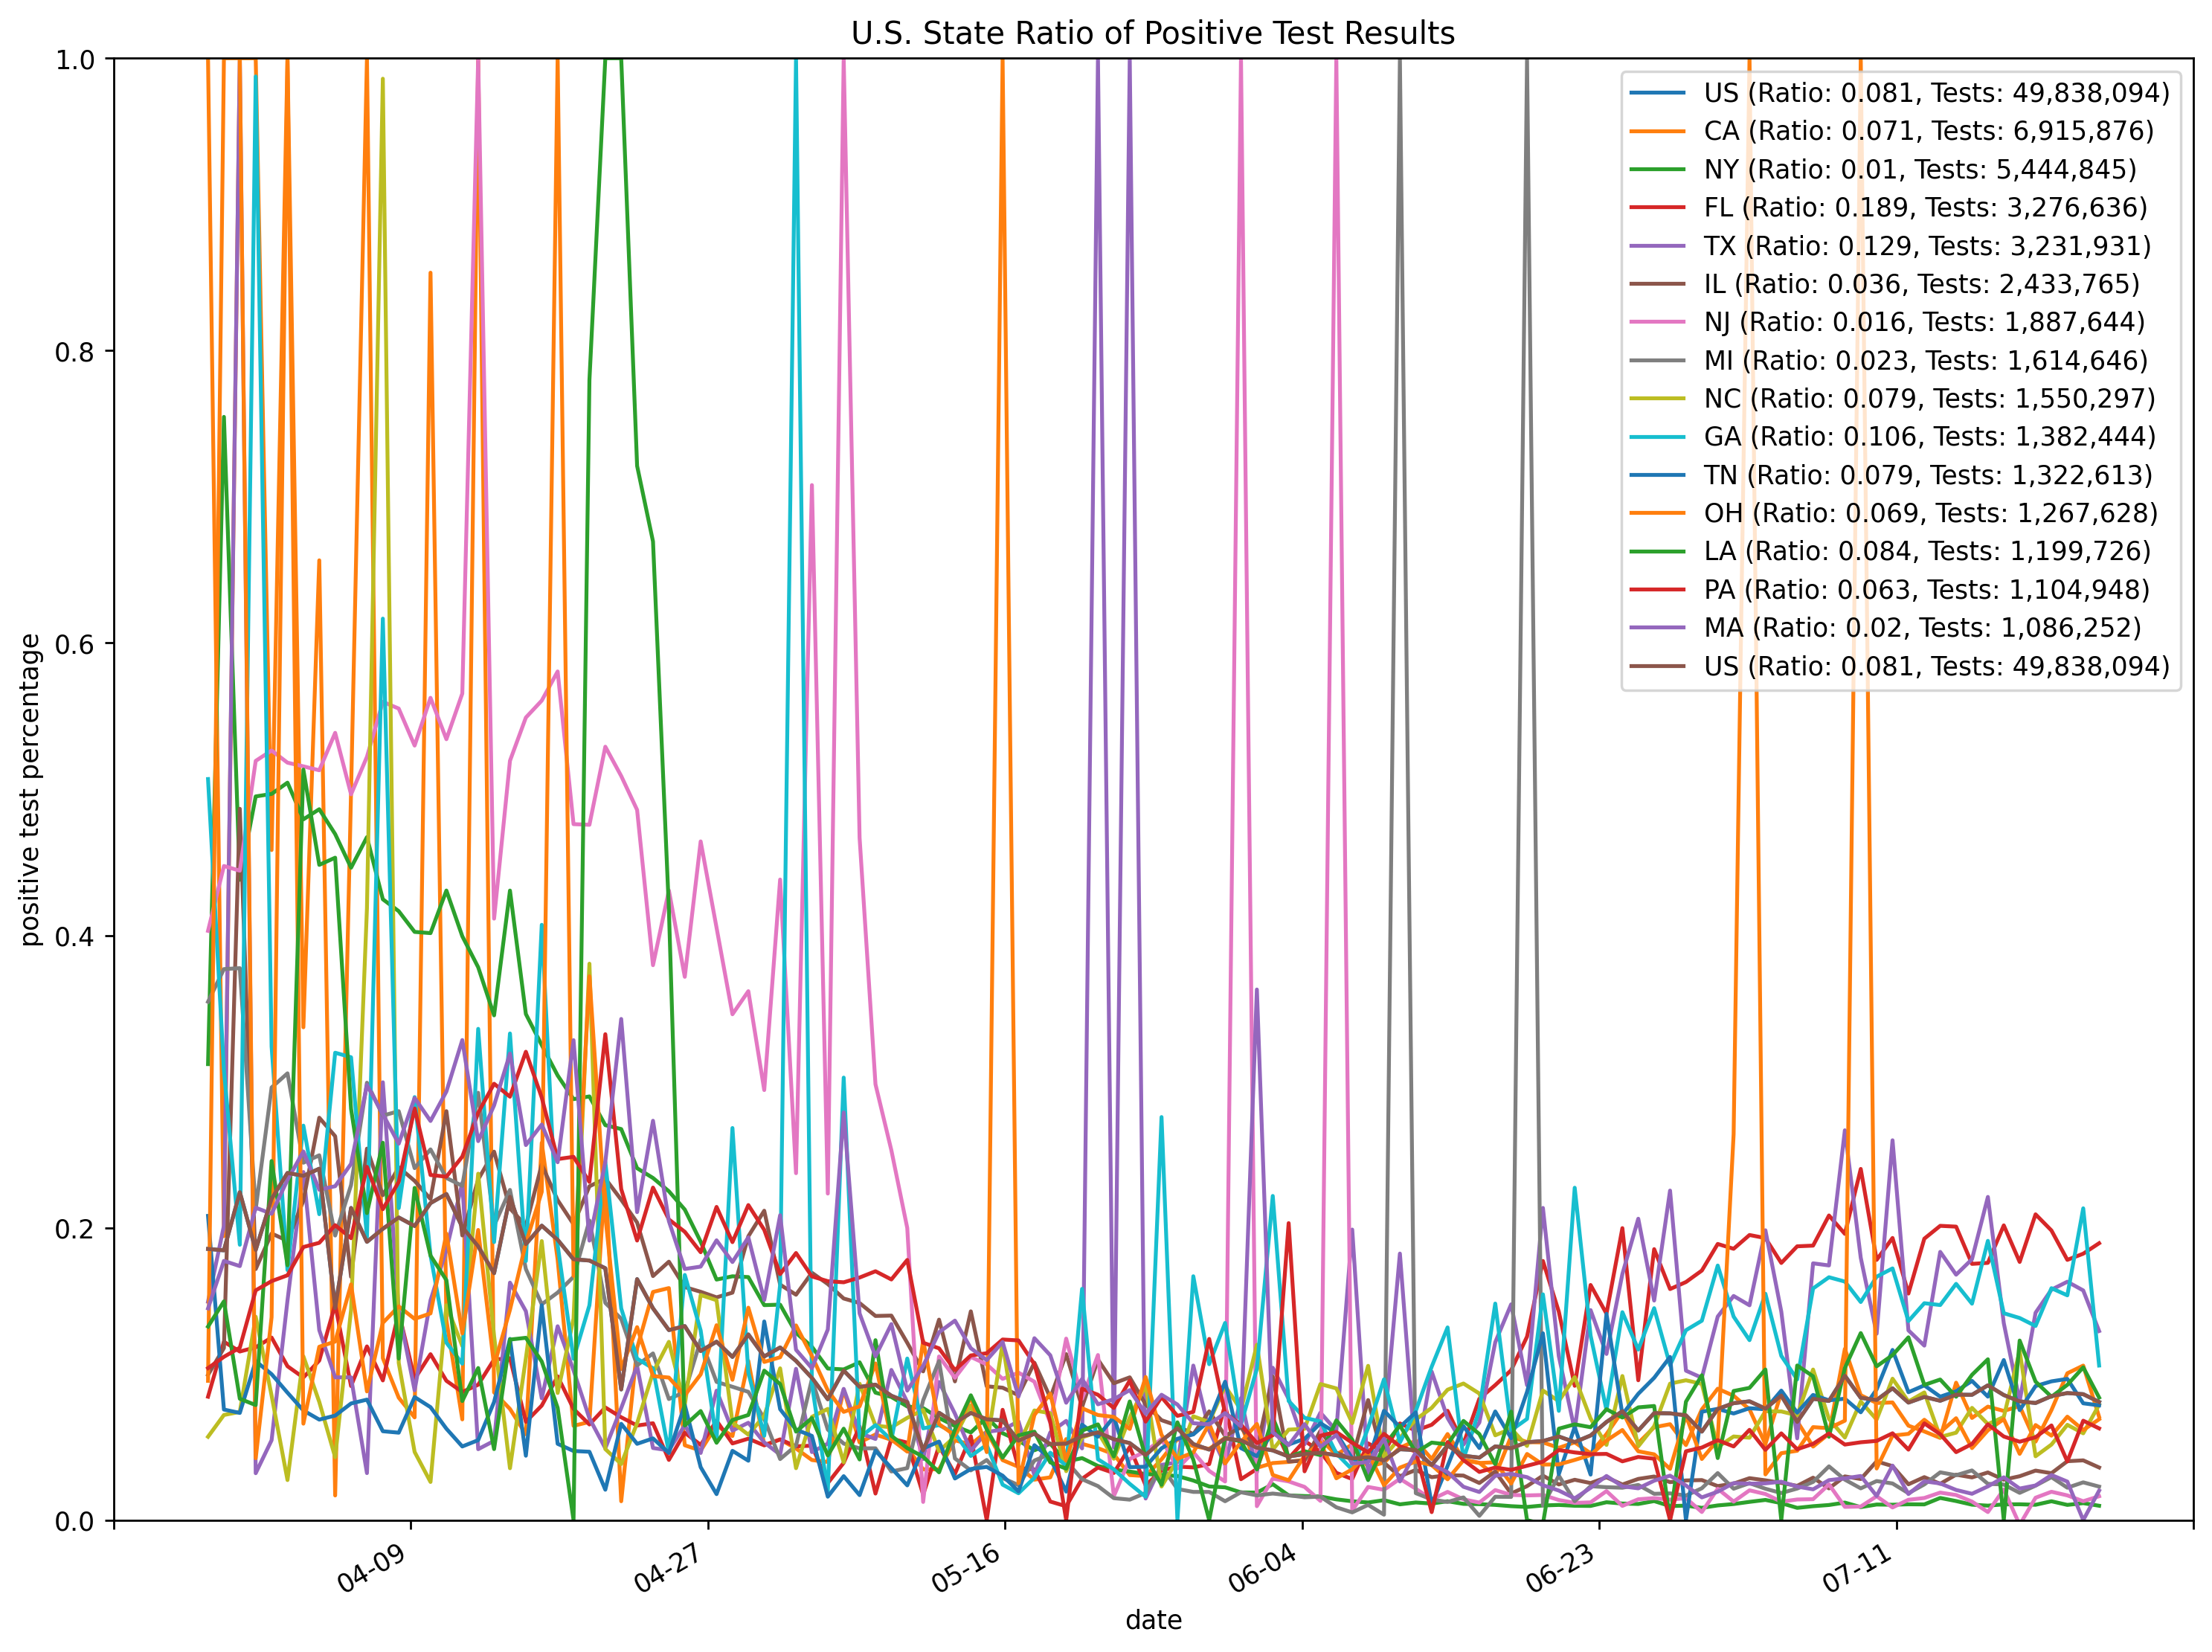 U.S. State Ratio of Positive Test Results
1.0
0.8
0.6
0.4
0.2
0.0
positive test percentage
US (Ratio: 0.081, Tests: 49,838,094)
CA (Ratio: 0.071, Tests: 6,915,876)
NY (Ratio: 0.01, Tests: 5,444,845)
FL (Ratio: 0.189, Tests: 3,276,636)
TX (Ratio: 0.129, Tests: 3,231,931)
IL (Ratio: 0.036, Tests: 2,433,765)
NJ (Ratio: 0.016, Tests: 1,887,644)
MI (Ratio: 0.023, Tests: 1,614,646)
NC (Ratio: 0.079, Tests: 1,550,297)
GA (Ratio: 0.106, Tests: 1,382,444)
TN (Ratio: 0.079, Tests: 1,322,613)
OH (Ratio: 0.069, Tests: 1,267,628)
LA (Ratio: 0.084, Tests: 1,199,726)
PA (Ratio: 0.063, Tests: 1,104,948)
MA (Ratio: 0.02, Tests: 1,086,252)
US (Ratio: 0.081, Tests: 49,838,094)
04-09
04-27
05-16
06-04
06-23
07-11
date